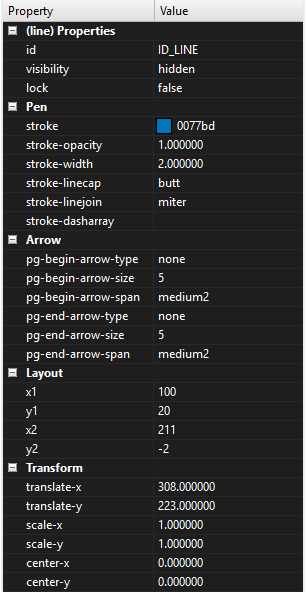 Property Value
(line) Properties
id ID_LINE
visibility hidden
lock false
Pen
stroke 0077bd
stroke-opacity 1.000000
stroke-width 2.000000
stroke-linecap butt
stroke-linejoin miter
stroke-dasharray
Arrow
pg-begin-arrow-type none
pg-begin-arrow-size 5
pg-begin-arrow-span medium2
pg-end-arrow-type none
pg-end-arrow-size 5
pg-end-arrow-span medium2
Layout
x1 100
y1 20
x2 211
y2 -2
Transform
translate-x 308.000000
translate-y 223.000000
scale-x 1.000000
scale-y 1.000000
center-x 0.000000
center-y 0.000000